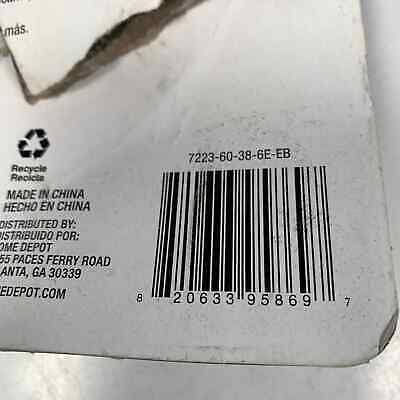 más.
Recycle
Recicla
MADE IN CHINA
HECHO EN CHINA
DISTRIBUTED BY:
DISTRIBUIDO POR:
OME DEPOT
55 PACES FERRY ROAD
LANTA, GA 30339
EDEPOT.COM
7223-60-38-6E-EB
8 20633 95869 7